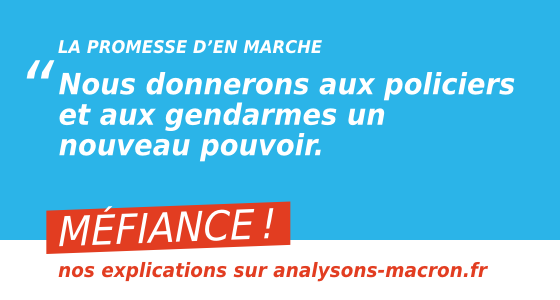 LA PROMESSE D’EN MARCHE
“ Nous donnerons aux policiers
et aux gendarmes un
nouveau pouvoir.
MÉFIANCE !
nos explications sur analysons-macron.fr